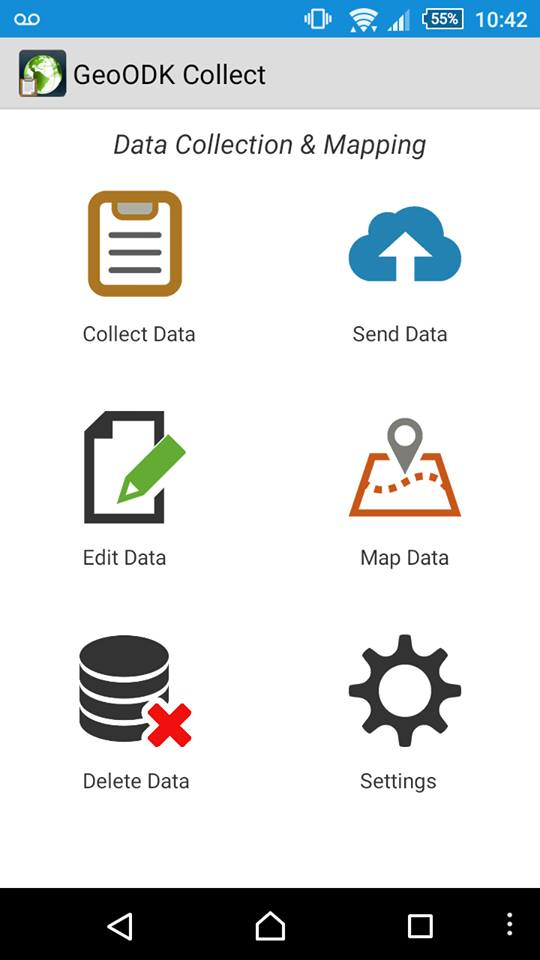 55% 10:42
GeoODK Collect
Data Collection & Mapping
Collect Data
Send Data
Edit Data
Map Data
Delete Data
Settings